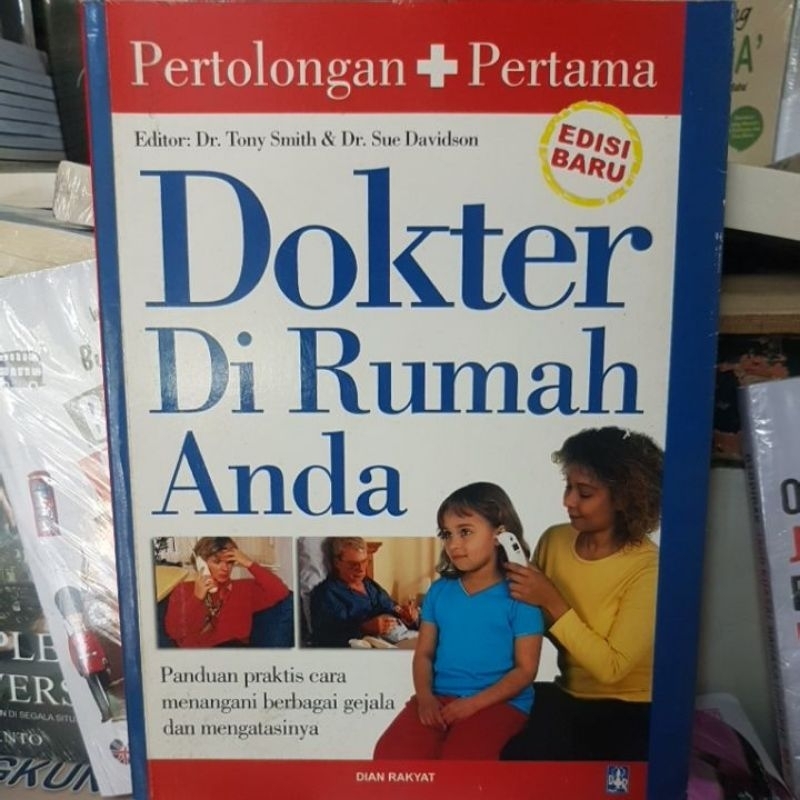 Pertolongan + Pertama
Editor: Dr. Tony Smith & Dr. Sue Davidson
EDISI
BARU
Dokter
Di Rumah
Anda
Panduan praktis cara
menangani berbagai gejala
dan mengatasinya
DIAN RAKYAT